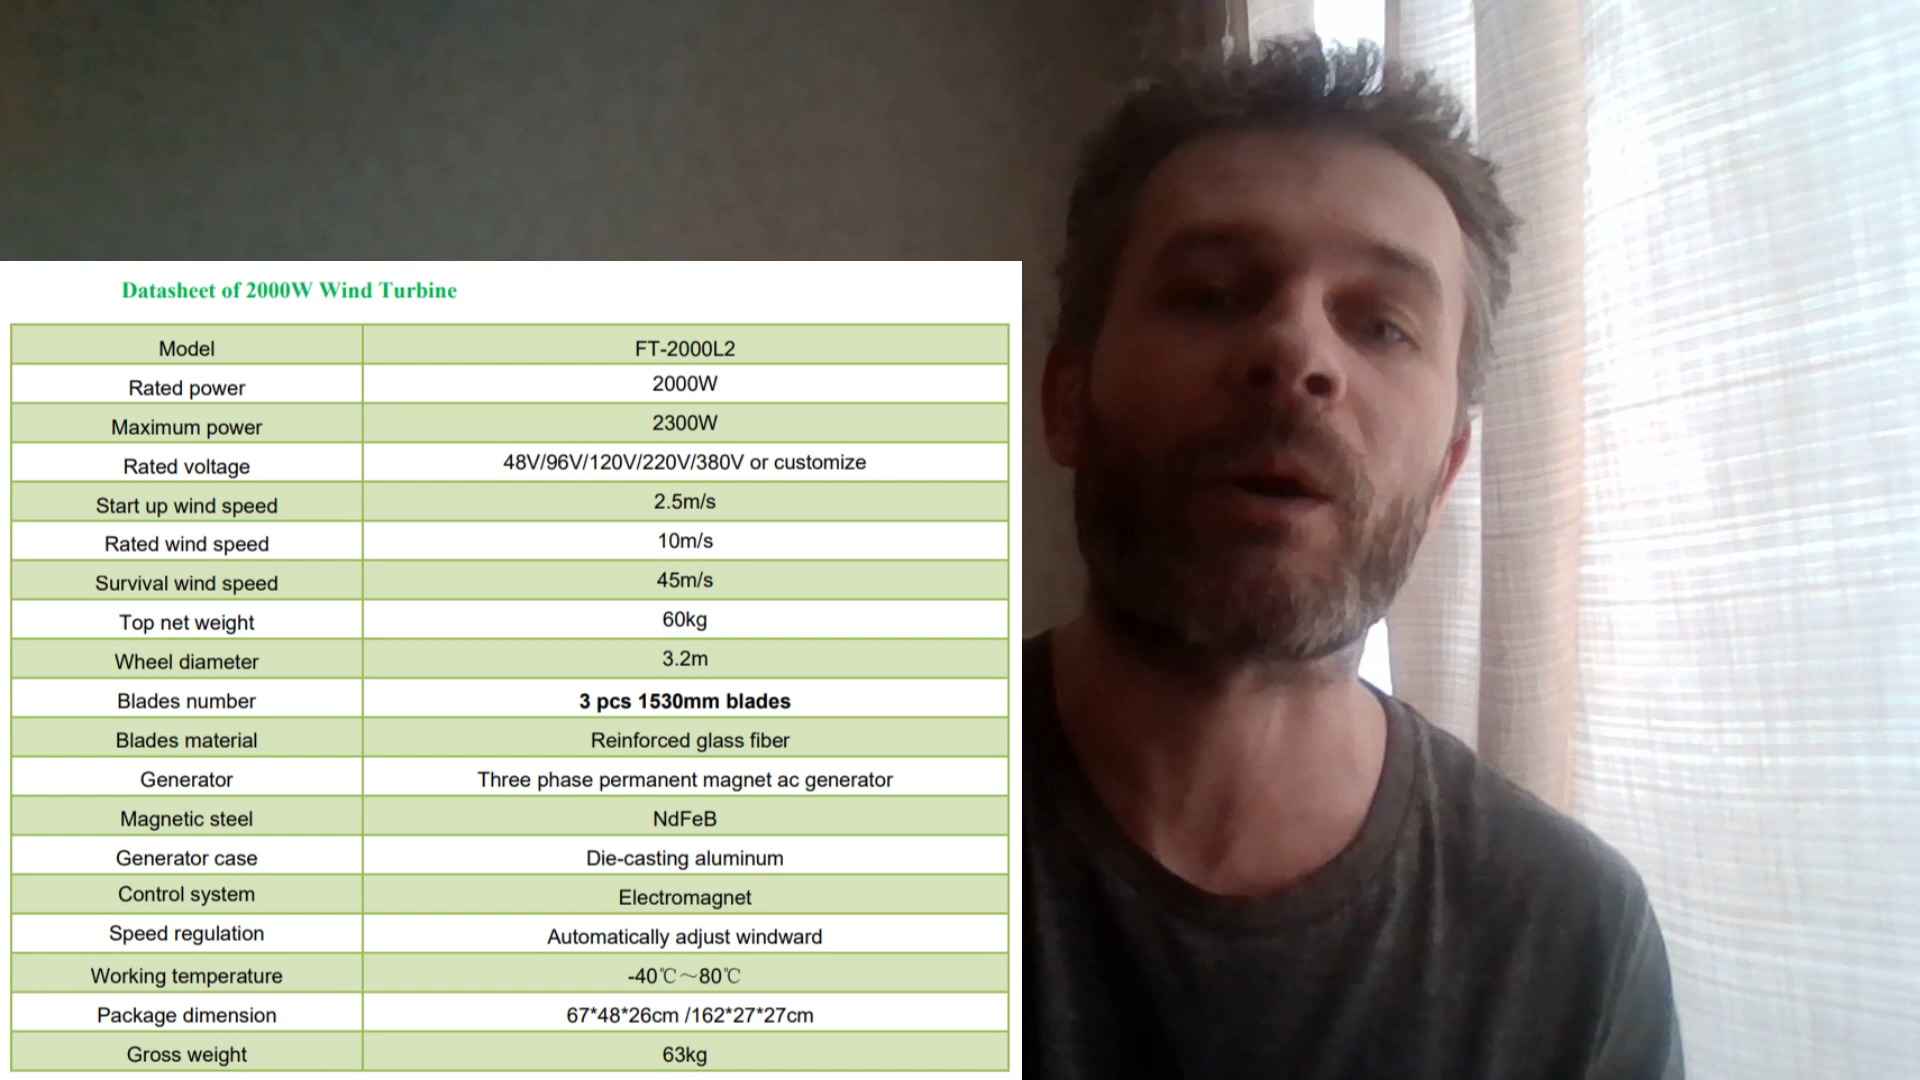 Datasheet of 2000W Wind Turbine
Model FT-2000L2
Rated power 2000W
Maximum power 2300W
Rated voltage 48V/96V/120V/220V/380V or customize
Start up wind speed 2.5m/s
Rated wind speed 10m/s
Survival wind speed 45m/s
Top net weight 60kg
Wheel diameter 3.2m
Blades number 3 pcs 1530mm blades
Blades material Reinforced glass fiber
Generator Three phase permanent magnet ac generator
Magnetic steel NdFeB
Generator case Die-casting aluminum
Control system Electromagnet
Speed regulation Automatically adjust windward
Working temperature -40℃～80℃
Package dimension 67*48*26cm /162*27*27cm
Gross weight 63kg